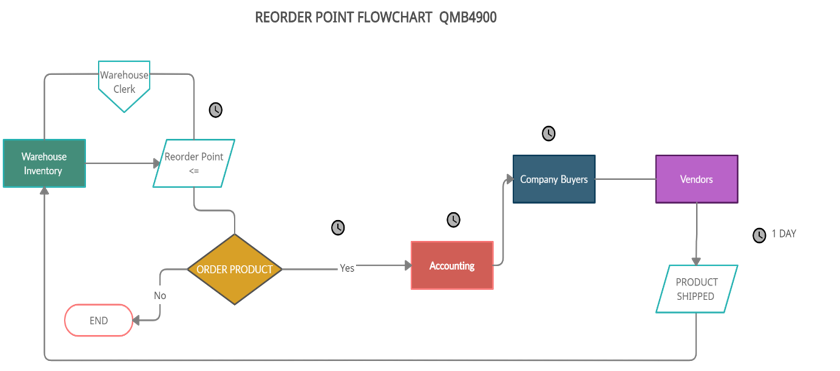 REORDER POINT FLOWCHART QMB4900
Warehouse
Clerk
Warehouse
Inventory
Reorder Point
<=
Company Buyers
Vendors
1 DAY
ORDER PRODUCT
Yes
Accounting
No
PRODUCT
SHIPPED
END